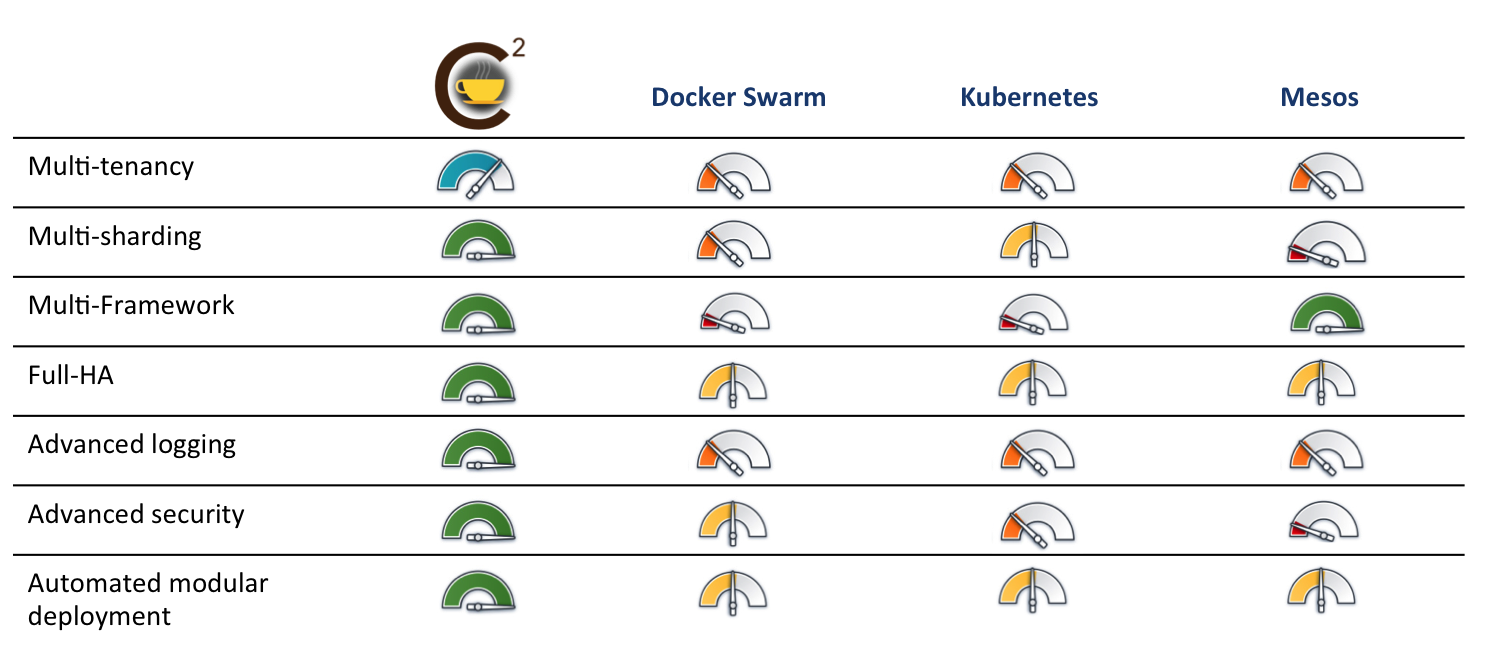 C2
Docker Swarm Kubernetes Mesos
Multi-tenancy
Multi-sharding
Multi-Framework
Full-HA
Advanced logging
Advanced security
Automated modular
deployment